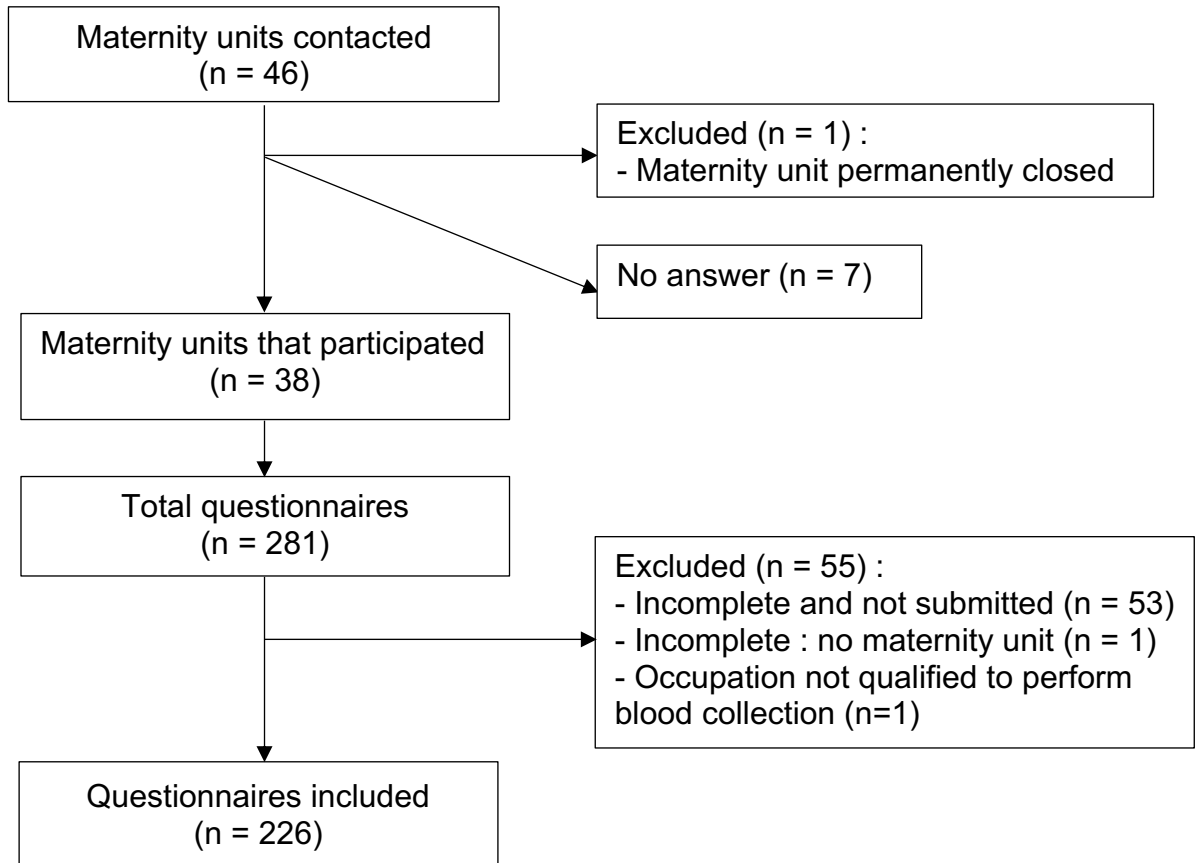 Maternity units contacted
(n = 46)
Excluded (n = 1) :
- Maternity unit permanently closed
No answer (n = 7)
Maternity units that participated
(n = 38)
Total questionnaires
(n = 281)
Excluded (n = 55) :
- Incomplete and not submitted (n = 53)
- Incomplete : no maternity unit (n = 1)
- Occupation not qualified to perform
blood collection (n=1)
Questionnaires included
(n = 226)